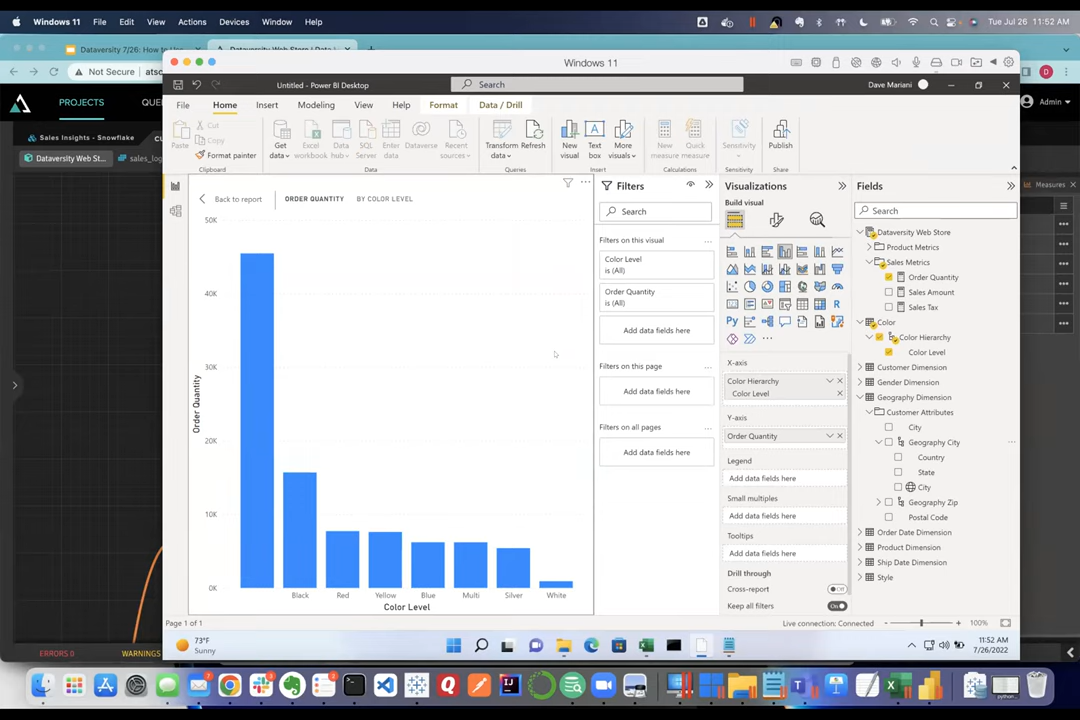 Windows 11 File Edit View Actions Devices Window Help Tue Jul 26 11:52 AM
Dataversity 7/26: How to
Dataversity Web Store | Data
Windows 11
Not Secure atsc
PROJECTS QUE
Admin
Sales Insights - Snowflake
Dataversity Web St... sales_log
Measures
Untitled - Power BI Desktop
Search
Dave Mariani
File Home Insert Modeling View Help Format Data / Drill
Paste
Cut
Copy
Format painter
Clipboard
Get data
Excel workbook
Data hub
SQL Server
Enter data
Dataverse
Recent sources
Data
Transform data
Refresh
Queries
New visual
Text box
More visuals
Insert
New measure
Quick measure
Calculations
Sensitivity
Sensitivity
Publish
Share
Back to report
ORDER QUANTITY BY COLOR LEVEL
50K
40K
30K
20K
10K
0K
Order Quantity
Black Red Yellow Blue Multi Silver White
Color Level
Filters
Search
Filters on this visual ...
Color Level
is (All)
Order Quantity
is (All)
Add data fields here
Filters on this page ...
Add data fields here
Filters on all pages ...
Add data fields here
Visualizations
Build visual
Py
R
...
X-axis
Color Hierarchy
Color Level
Y-axis
Order Quantity
Legend
Add data fields here
Small multiples
Add data fields here
Tooltips
Add data fields here
Drill through
Cross-report Off
Keep all filters On
Fields
Search
Dataversity Web Store
Product Metrics
Sales Metrics
Order Quantity
Sales Amount
Sales Tax
Color
Color Hierarchy
Color Level
Customer Dimension
Gender Dimension
Geography Dimension
Customer Attributes
City
Geography City ...
Country
State
City
Geography Zip
Postal Code
Order Date Dimension
Product Dimension
Ship Date Dimension
Style
Page 1 of 1
Live connection: Connected
- + 100%
73°F
Sunny
11:52 AM
7/26/2022
ERRORS 0 WARNINGS